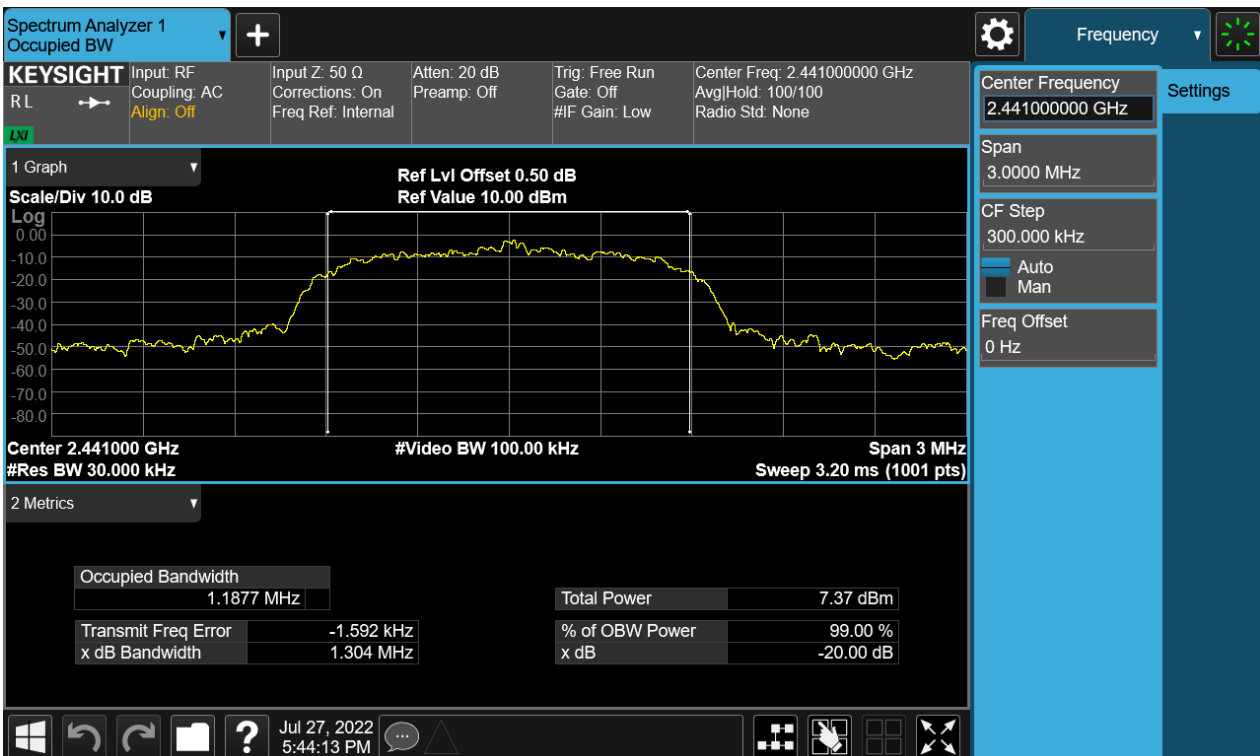 Spectrum Analyzer 1
Occupied BW
+
Frequency
KEYSIGHT
RL
LXI
Input: RF
Coupling: AC
Align: Off
Input Z: 50 Ω
Corrections: On
Freq Ref: Internal
Atten: 20 dB
Preamp: Off
Trig: Free Run
Gate: Off
#IF Gain: Low
Center Freq: 2.441000000 GHz
Avg|Hold: 100/100
Radio Std: None
Center Frequency
2.441000000 GHz
Settings
Span
3.0000 MHz
CF Step
300.000 kHz
Auto
Man
Freq Offset
0 Hz
1 Graph
Scale/Div 10.0 dB
Ref Lvl Offset 0.50 dB
Ref Value 10.00 dBm
Log
0.00
-10.0
-20.0
-30.0
-40.0
-50.0
-60.0
-70.0
-80.0
Center 2.441000 GHz
#Video BW 100.00 kHz
Span 3 MHz
#Res BW 30.000 kHz
Sweep 3.20 ms (1001 pts)
2 Metrics
Occupied Bandwidth
1.1877 MHz
Total Power 7.37 dBm
Transmit Freq Error -1.592 kHz
% of OBW Power 99.00 %
x dB Bandwidth 1.304 MHz
x dB -20.00 dB
?
Jul 27, 2022
5:44:13 PM